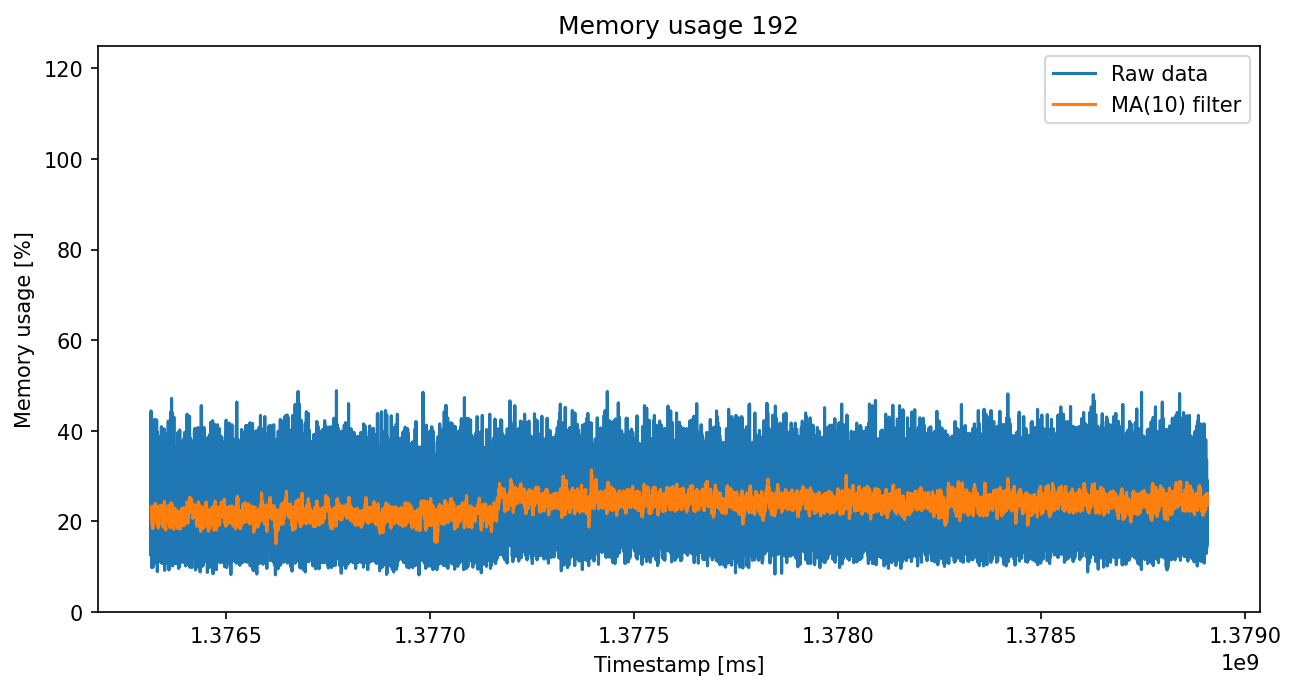 Memory usage 192
Raw data
MA(10) filter
Memory usage [%]
120
100
80
60
40
20
0
1.3765 1.3770 1.3775 1.3780 1.3785 1.3790
1e9
Timestamp [ms]